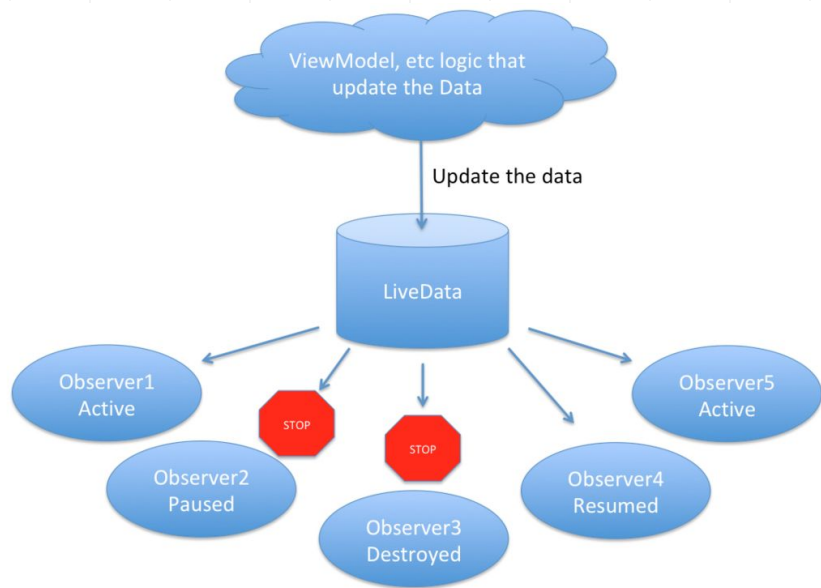 ViewModel, etc logic that
update the Data
Update the data
LiveData
Observer1
Active
Observer5
Active
STOP
STOP
Observer2
Paused
Observer4
Resumed
Observer3
Destroyed